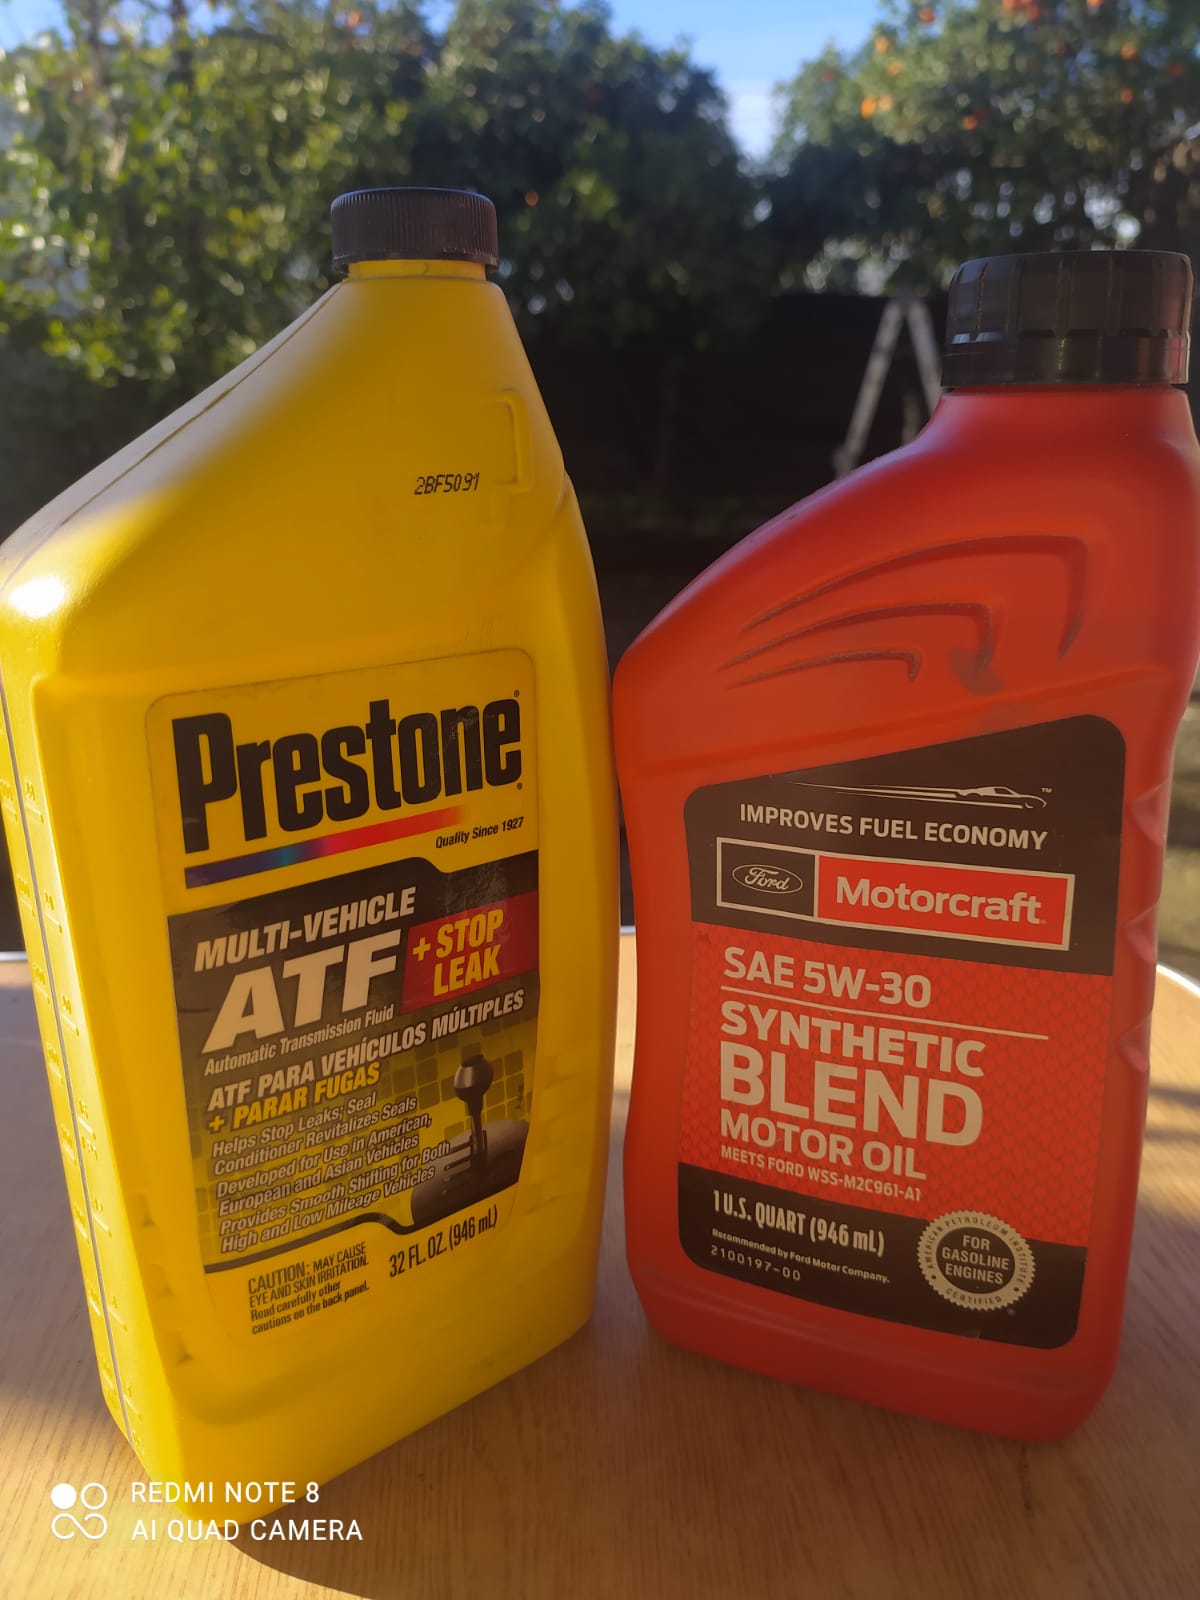 2BF5091
Prestone®
Quality Since 1927
MULTI-VEHICLE
ATF
+ STOP
LEAK
Automatic Transmission Fluid
ATF PARA VEHÍCULOS MÚLTIPLES
+ PARAR FUGAS
Helps Stop Leaks; Seal
Conditioner Revitalizes Seals
Developed for Use in American,
European and Asian Vehicles
Provides Smooth Shifting for Both
High and Low Mileage Vehicles
CAUTION: MAY CAUSE
EYE AND SKIN IRRITATION.
Read carefully other
cautions on the back panel.
32 FL. OZ. (946 mL)
IMPROVES FUEL ECONOMY
Ford
Motorcraft
SAE 5W-30
SYNTHETIC
BLEND
MOTOR OIL
MEETS FORD WSS-M2C961-A1
1 U.S. QUART (946 mL)
Recommended by Ford Motor Company.
2100197-00
AMERICAN PETROLEUM INSTITUTE
FOR
GASOLINE
ENGINES
CERTIFIED
REDMI NOTE 8
AI QUAD CAMERA